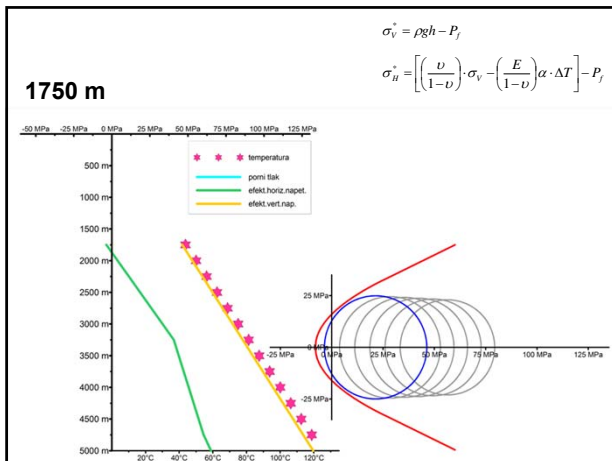 σ*V = ρgh − Pf
σ*H = [(υ/(1−υ))·σV − (E/(1−υ))α·ΔT] − Pf
1750 m
-50 MPa -25 MPa 0 MPa 25 MPa 50 MPa 75 MPa 100 MPa 125 MPa
temperatura
porni tlak
efekt.horiz.napet.
efekt.vert.nap.
500 m
1000 m
1500 m
2000 m
2500 m
3000 m
3500 m
4000 m
4500 m
5000 m
20°C 40°C 60°C 80°C 100°C 120°C
25 MPa
-25 MPa 0 MPa 25 MPa 50 MPa 75 MPa 100 MPa 125 MPa
-25 MPa